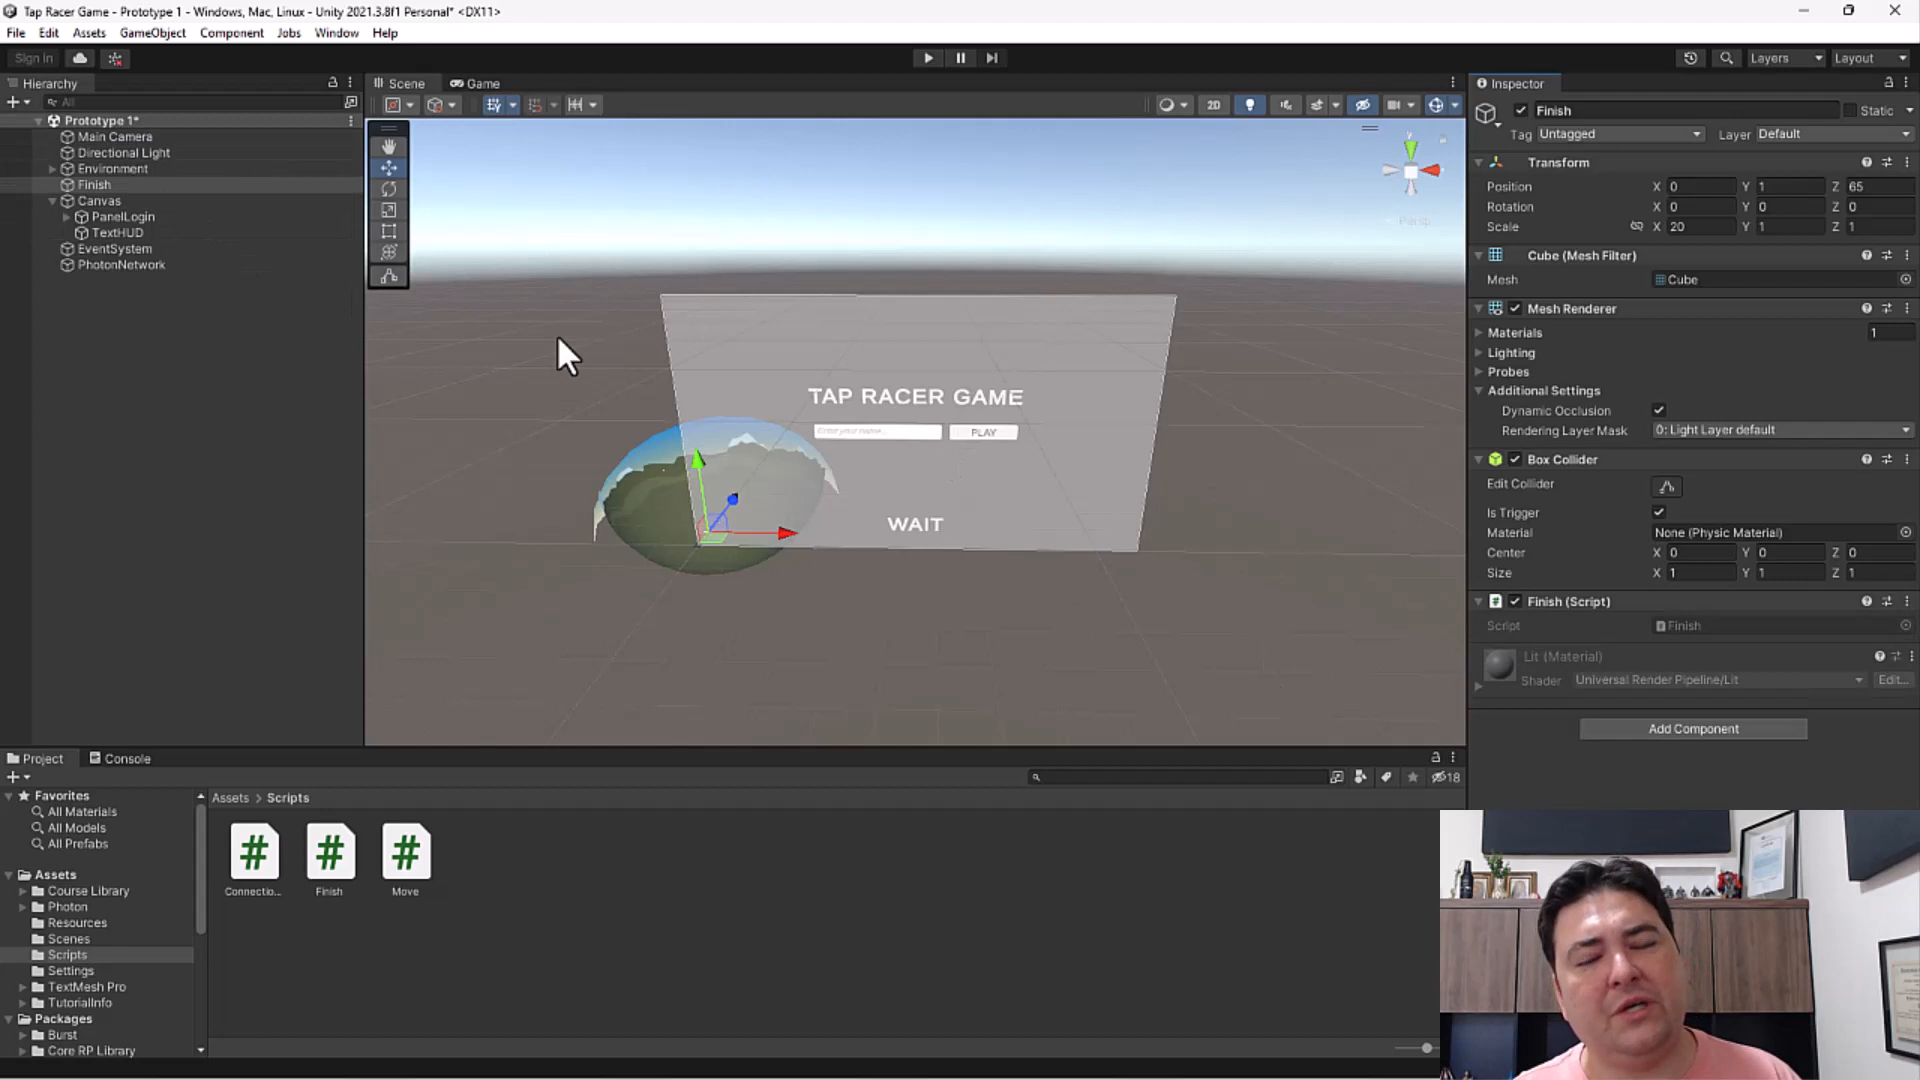 Tap Racer Game - Prototype 1 - Windows, Mac, Linux - Unity 2021.3.8f1 Personal* <DX11>
File Edit Assets GameObject Component Jobs Window Help
Sign In
Layers
Layout
Hierarchy
All
Prototype 1*
Main Camera
Directional Light
Environment
Finish
Canvas
PanelLogin
TextHUD
EventSystem
PhotonNetwork
Scene
Game
2D
y
Persp
TAP RACER GAME
Enter your name...
PLAY
WAIT
Inspector
Finish
Static
Tag Untagged Layer Default
Transform
Position X 0 Y 1 Z 65
Rotation X 0 Y 0 Z 0
Scale X 20 Y 1 Z 1
Cube (Mesh Filter)
Mesh Cube
Mesh Renderer
Materials 1
Lighting
Probes
Additional Settings
Dynamic Occlusion
Rendering Layer Mask 0: Light Layer default
Box Collider
Edit Collider
Is Trigger
Material None (Physic Material)
Center X 0 Y 0 Z 0
Size X 1 Y 1 Z 1
Finish (Script)
Script Finish
Lit (Material)
Shader Universal Render Pipeline/Lit Edit...
Add Component
Project
Console
18
Favorites
All Materials
All Models
All Prefabs
Assets
Course Library
Photon
Resources
Scenes
Scripts
Settings
TextMesh Pro
TutorialInfo
Packages
Burst
Core RP Library
Assets > Scripts
Connectio...
Finish
Move